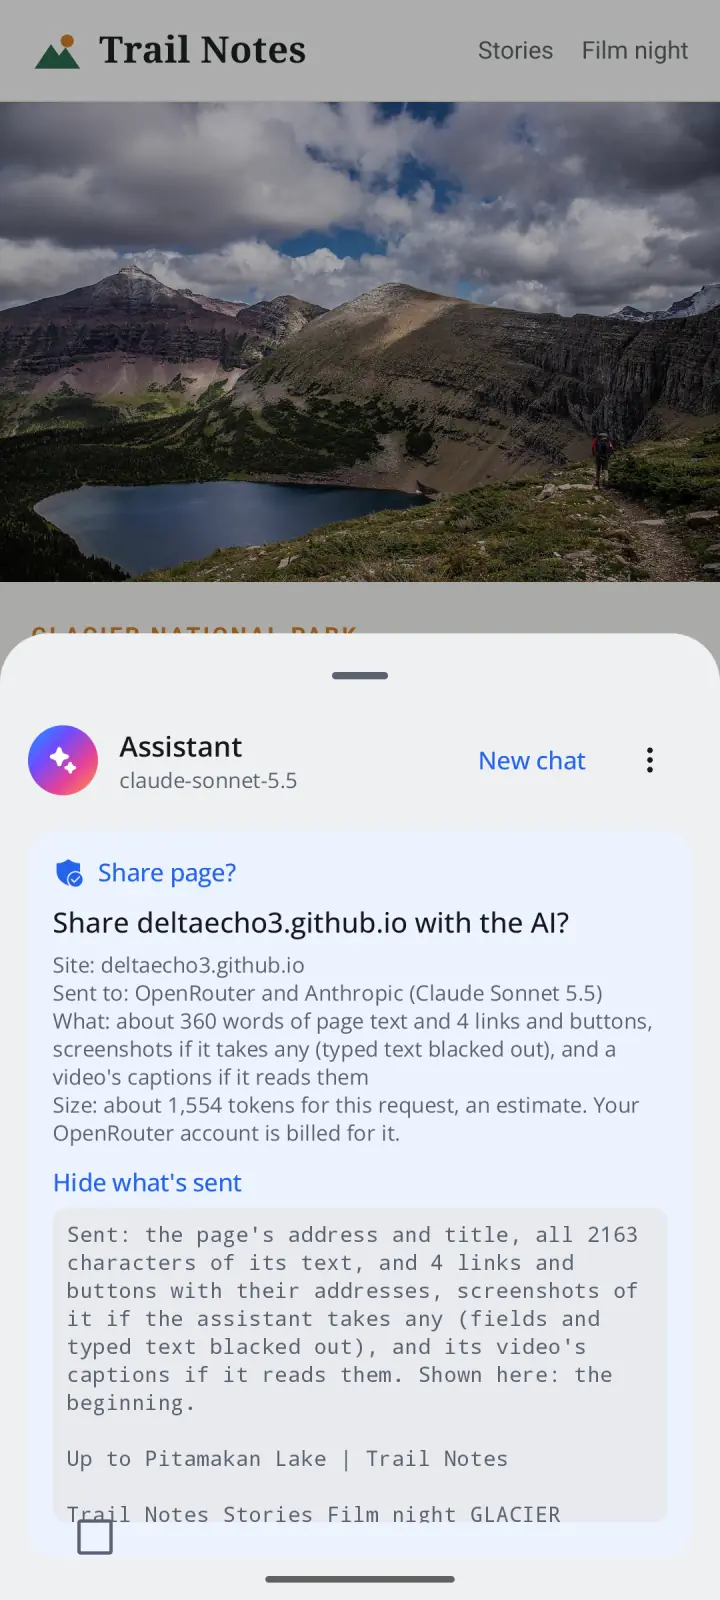 Trail Notes
Stories
Film night
GLACIER NATIONAL PARK
Assistant
claude-sonnet-5.5
New chat
Share page?
Share deltaecho3.github.io with the AI?
Site: deltaecho3.github.io
Sent to: OpenRouter and Anthropic (Claude Sonnet 5.5)
What: about 360 words of page text and 4 links and buttons,
screenshots if it takes any (typed text blacked out), and a
video's captions if it reads them
Size: about 1,554 tokens for this request, an estimate. Your
OpenRouter account is billed for it.
Hide what's sent
Sent: the page's address and title, all 2163
characters of its text, and 4 links and
buttons with their addresses, screenshots of
it if the assistant takes any (fields and
typed text blacked out), and its video's
captions if it reads them. Shown here: the
beginning.
Up to Pitamakan Lake | Trail Notes
Trail Notes Stories Film night GLACIER